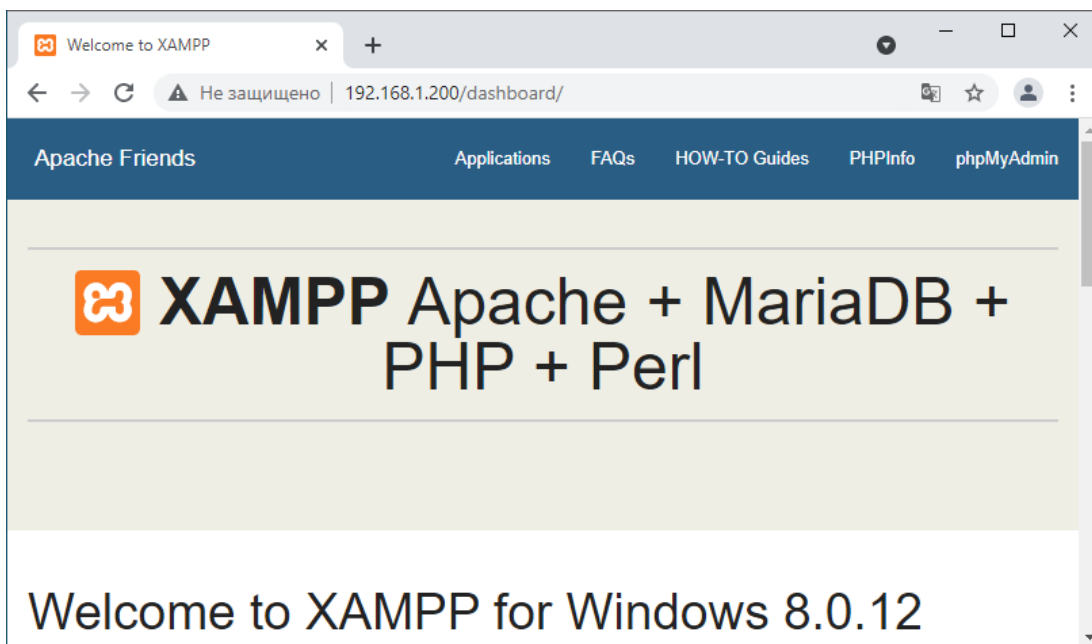 Welcome to XAMPP
Не защищено 192.168.1.200/dashboard/
Apache Friends Applications FAQs HOW-TO Guides PHPInfo phpMyAdmin
XAMPP Apache + MariaDB +
PHP + Perl
Welcome to XAMPP for Windows 8.0.12